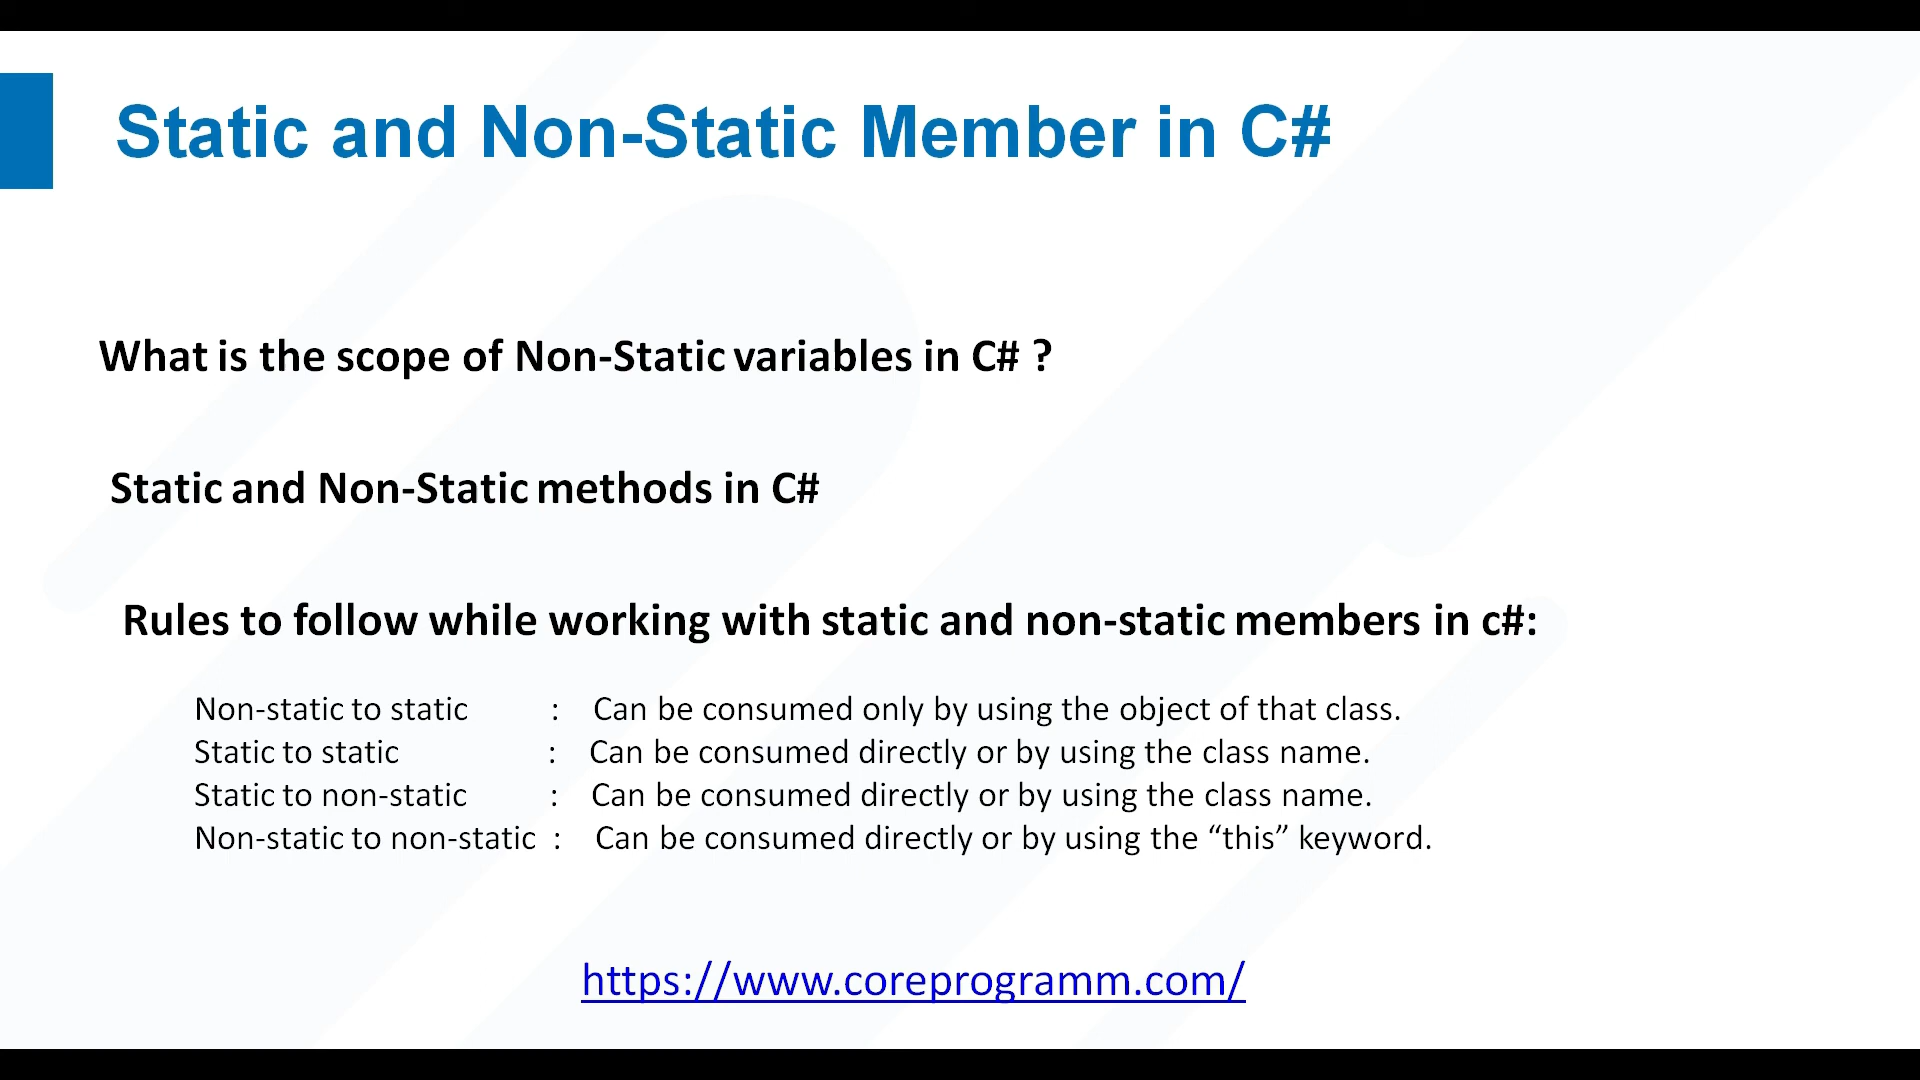 Static and Non-Static Member in C#
What is the scope of Non-Static variables in C# ?
Static and Non-Static methods in C#
Rules to follow while working with static and non-static members in c#:
Non-static to static : Can be consumed only by using the object of that class.
Static to static : Can be consumed directly or by using the class name.
Static to non-static : Can be consumed directly or by using the class name.
Non-static to non-static : Can be consumed directly or by using the “this” keyword.
https://www.coreprogramm.com/